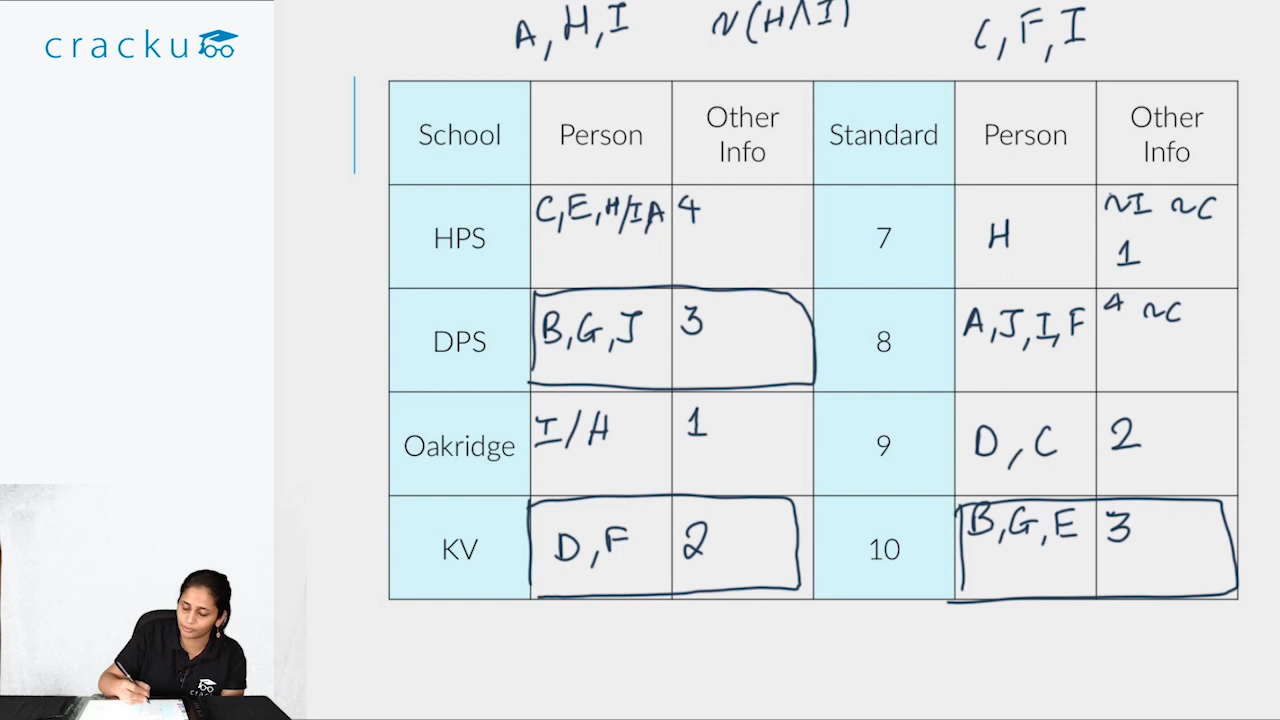 cracku
A, H, I ~(H∧I) C, F, I
School Person Other Info Standard Person Other Info
HPS C, E, H/I A 4 7 H ~I ~C 1
DPS B, G, J 3 8 A, J, I, F 4 ~C
Oakridge I/H 1 9 D, C 2
KV D, F 2 10 B, G, E 3